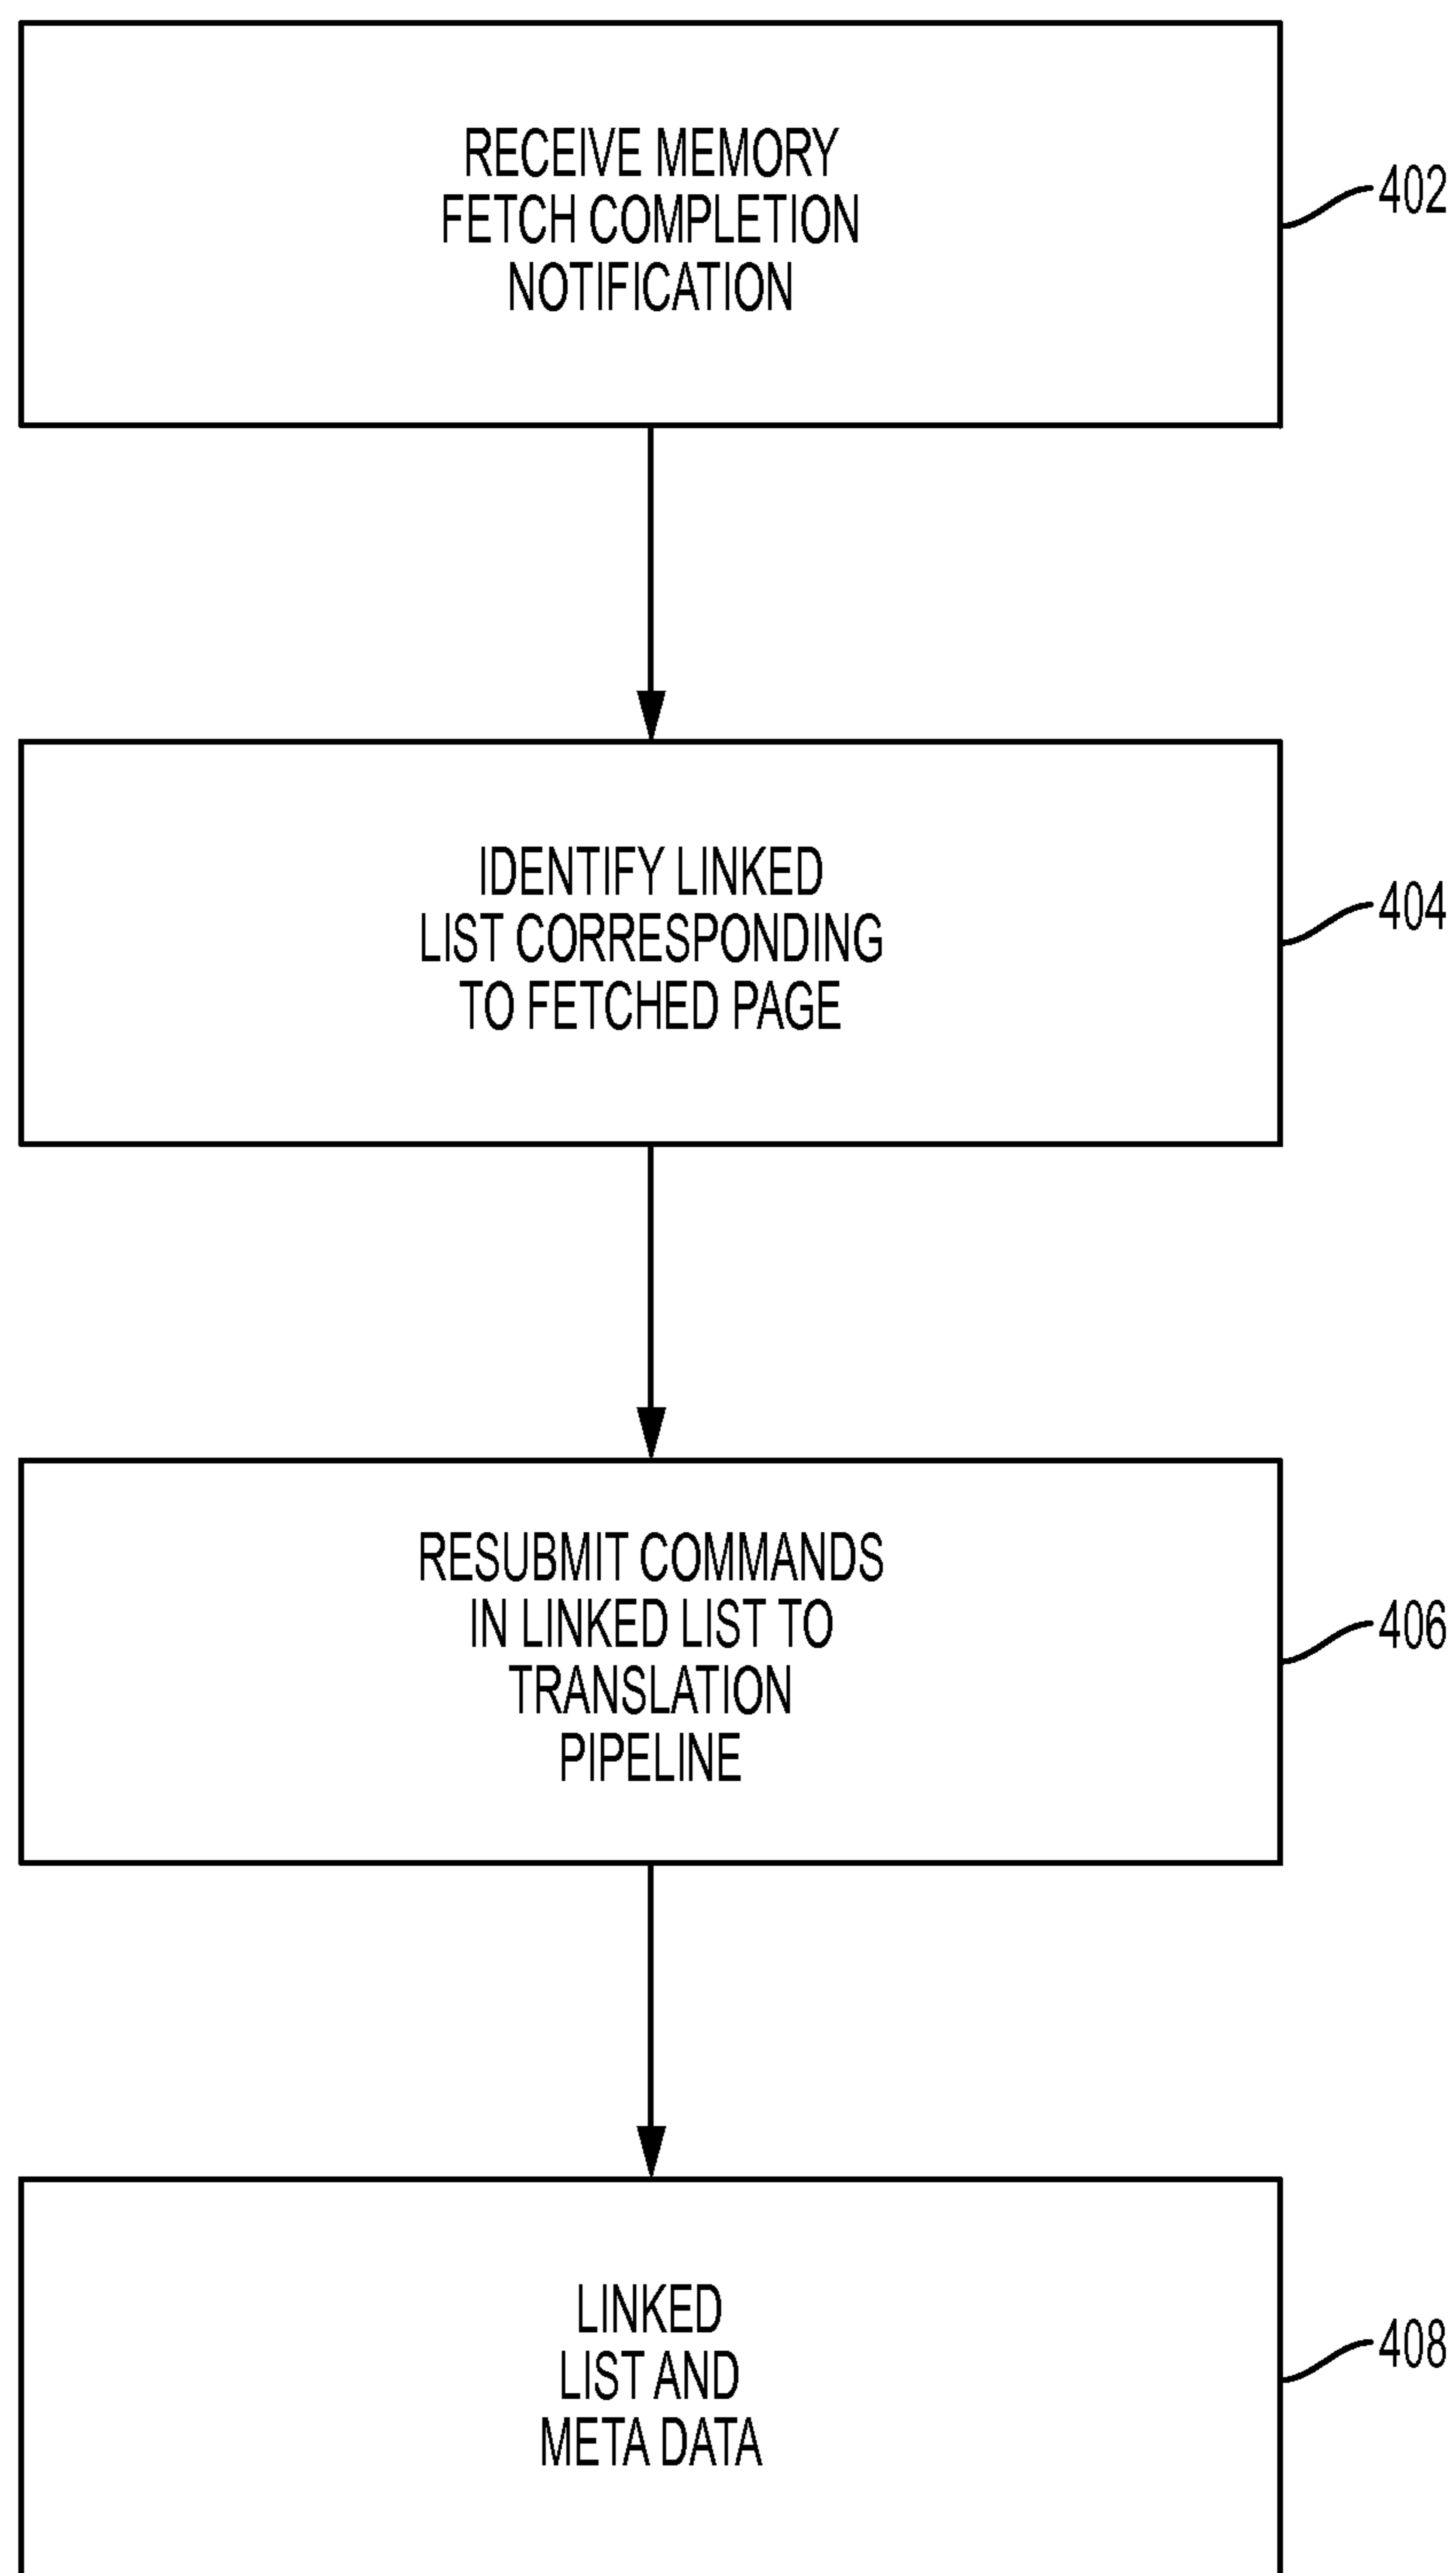 RECEIVE MEMORY
FETCH COMPLETION
NOTIFICATION
402
IDENTIFY LINKED
LIST CORRESPONDING
TO FETCHED PAGE
404
RESUBMIT COMMANDS
IN LINKED LIST TO
TRANSLATION
PIPELINE
406
LINKED
LIST AND
META DATA
408